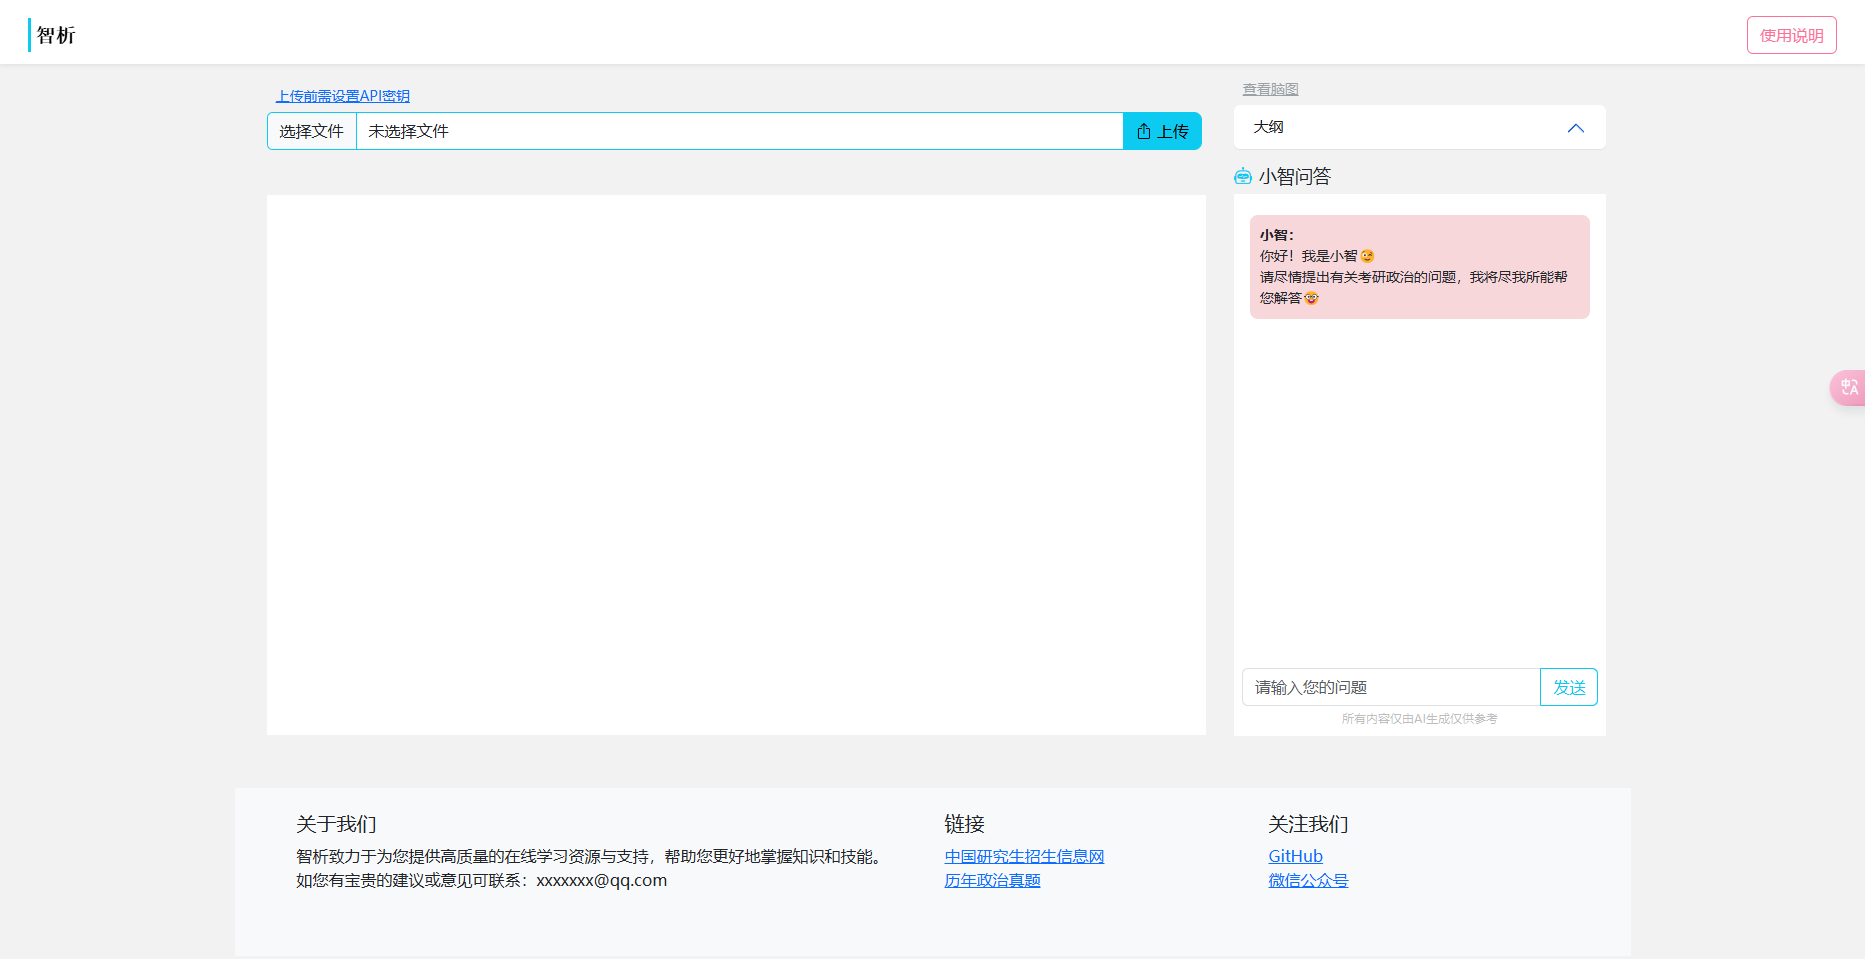 智析
使用说明
上传前需设置API密钥
选择文件 未选择文件 上传
查看脑图
大纲
小智问答
小智：
你好！我是小智😉
请尽情提出有关考研政治的问题，我将尽我所能帮
您解答🤓
请输入您的问题 发送
所有内容仅由AI生成仅供参考
关于我们
智析致力于为您提供高质量的在线学习资源与支持，帮助您更好地掌握知识和技能。
如您有宝贵的建议或意见可联系：xxxxxxx@qq.com
链接
中国研究生招生信息网
历年政治真题
关注我们
GitHub
微信公众号
中A